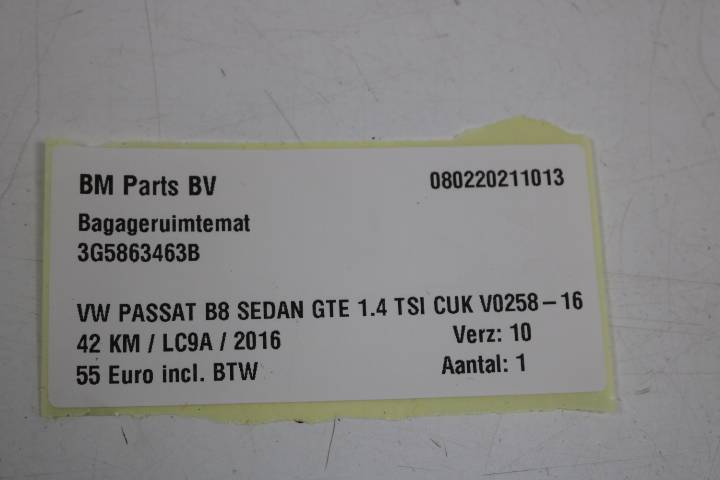 BM Parts BV 080220211013
Bagageruimtemat
3G5863463B
VW PASSAT B8 SEDAN GTE 1.4 TSI CUK V0258-16
42 KM / LC9A / 2016 Verz: 10
55 Euro incl. BTW Aantal: 1